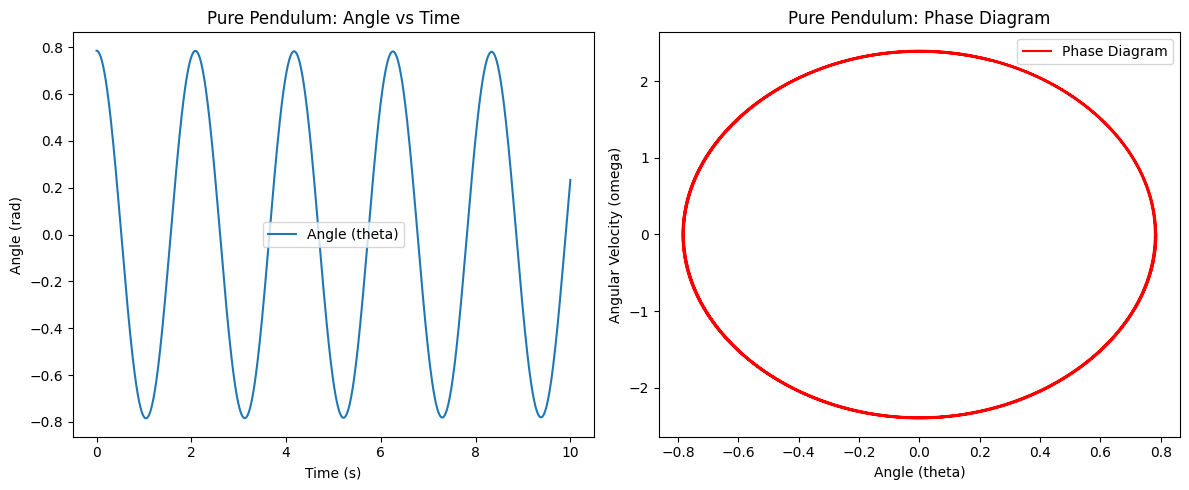 Pure Pendulum: Angle vs Time
Angle (rad)
0.8
0.6
0.4
0.2
0.0
−0.2
−0.4
−0.6
−0.8
Angle (theta)
0 2 4 6 8 10
Time (s)
Pure Pendulum: Phase Diagram
Phase Diagram
Angular Velocity (omega)
2
1
0
−1
−2
−0.8 −0.6 −0.4 −0.2 0.0 0.2 0.4 0.6 0.8
Angle (theta)